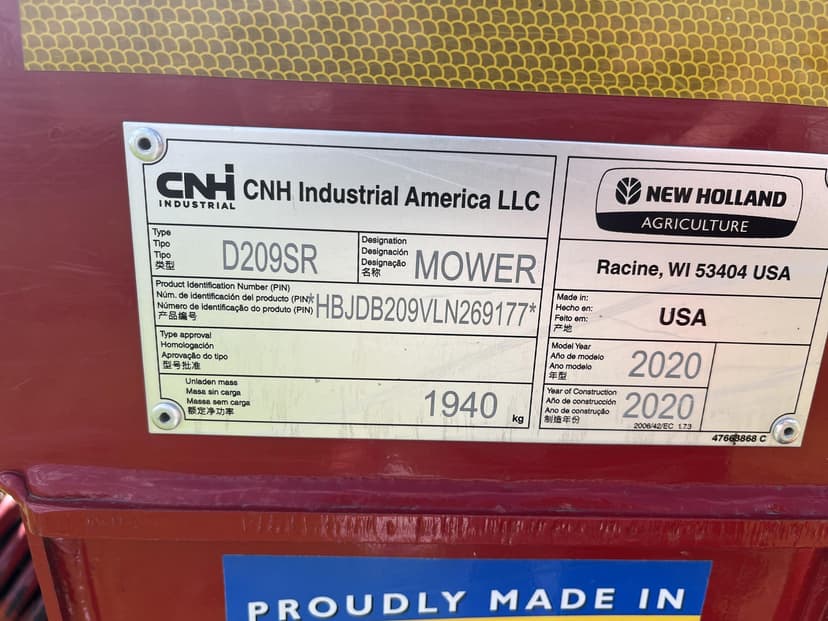 CNH
INDUSTRIAL
CNH Industrial America LLC
NEW HOLLAND
AGRICULTURE
Type
Tipo
Tipo
类型
D209SR
Designation
Designación
Designação
名称
MOWER
Racine, WI 53404 USA
Product Identification Number (PIN)
Núm. de identificación del producto (PIN)
Número de identificação do produto (PIN)
产品编号
*HBJDB209VLN269177*
Made in:
Hecho en:
Feito em:
产地
USA
Type approval
Homologación
Aprovação do tipo
型号批准
Model Year
Año de modelo
Ano modelo
年型
2020
Unladen mass
Masa sin carga
Massa sem carga
额定净功率
1940
kg
Year of Construction
Año de construcción
Ano de construção
制造年份
2020
2006/42/EC 1.7.3
47663868 C
PROUDLY MADE IN